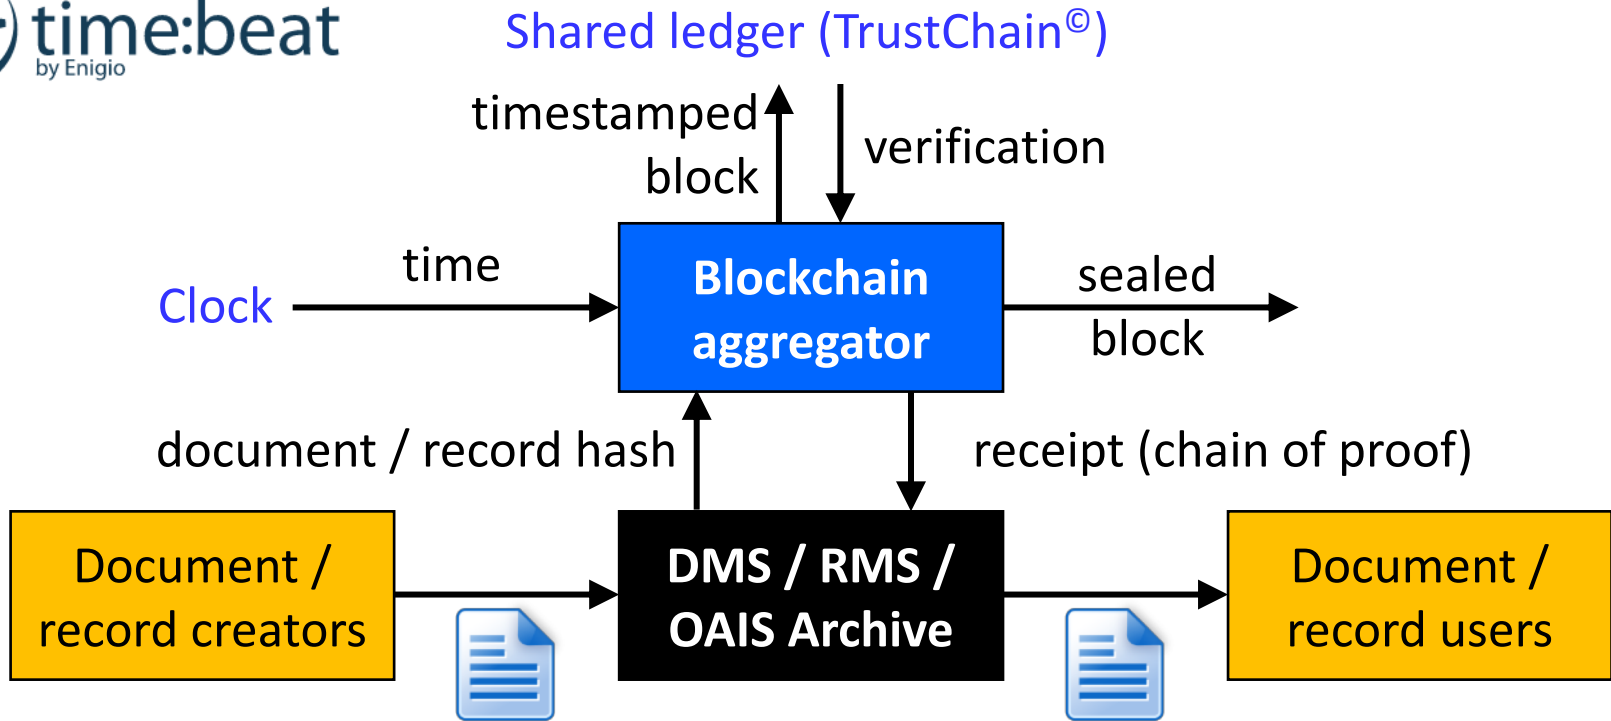 time:beat
by Enigio
Shared ledger (TrustChain©)
timestamped
block
verification
time
Clock
Blockchain
aggregator
sealed
block
document / record hash
receipt (chain of proof)
Document /
record creators
DMS / RMS /
OAIS Archive
Document /
record users